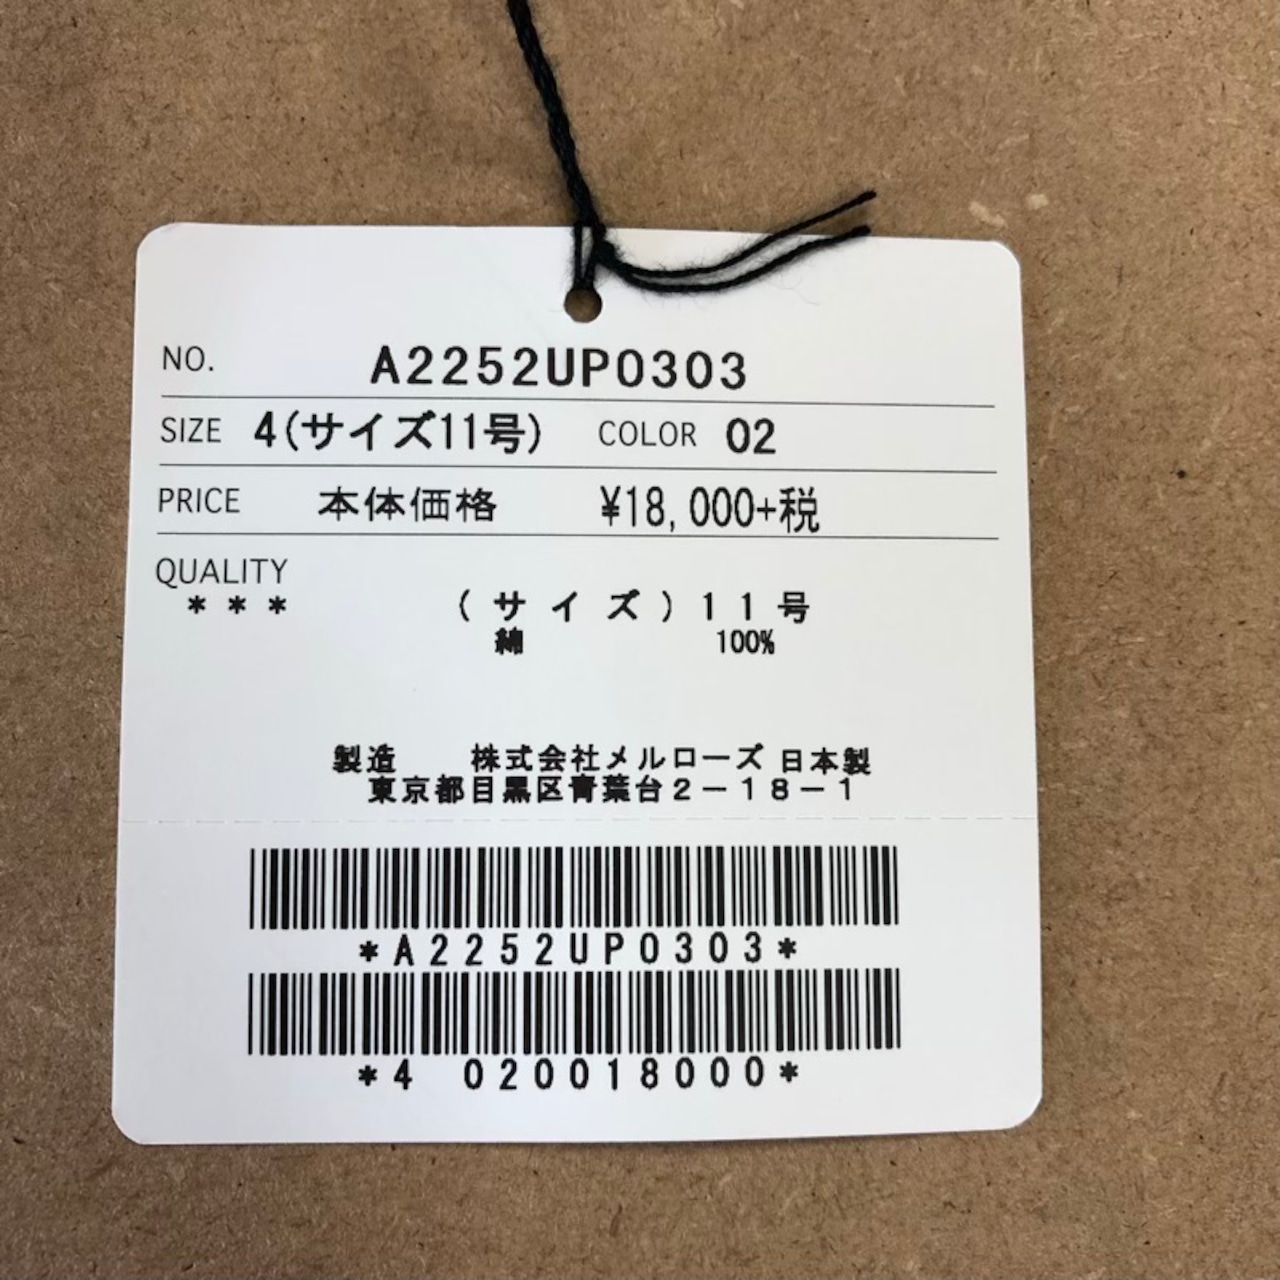 NO. A2252UP0303
SIZE 4(サイズ11号) COLOR 02
PRICE 本体価格 ¥18,000+税
QUALITY
*** (サイズ)11号
綿 100%
製造 株式会社メルローズ 日本製
東京都目黒区青葉台2-18-1
*A2252UP0303*
*4 020018000*